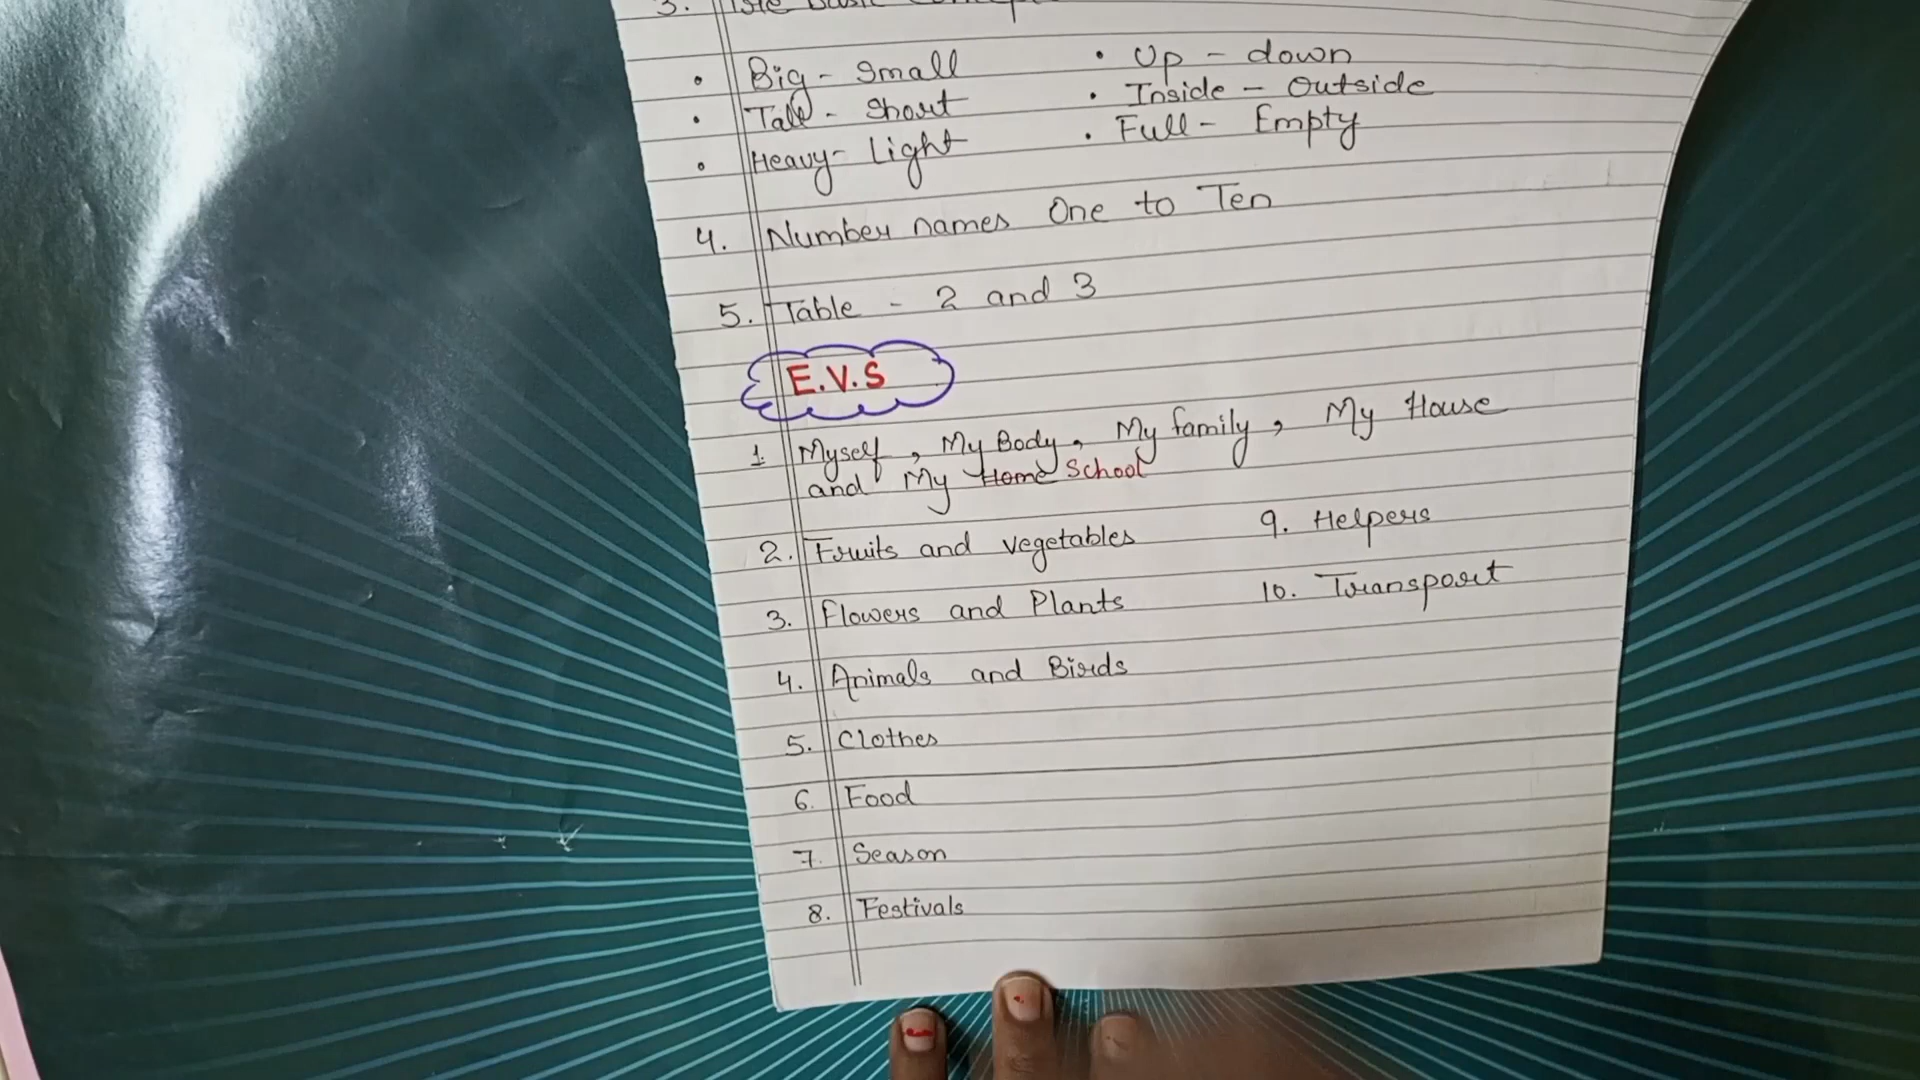 3. Basic Concep
• Big - Small • Up - down
• Tall - Short • Inside - Outside
• Heavy - Light • Full - Empty
4. Number names One to Ten
5. Table - 2 and 3
E.V.S
1. Myself, My Body, My family, My House
and My Home School
2. Fruits and vegetables 9. Helpers
3. Flowers and Plants 10. Transport
4. Animals and Birds
5. Clothes
6. Food
7. Season
8. Festivals